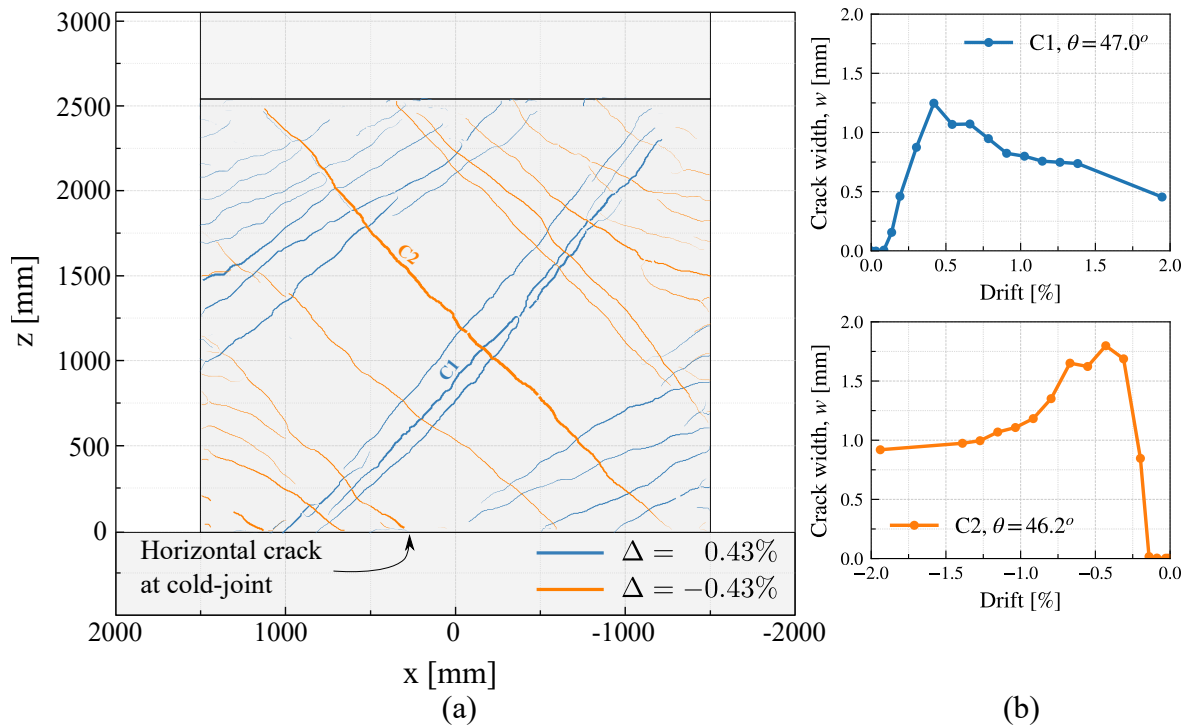 3000
2500
2000
1500
1000
500
0
z [mm]
C2
C1
Horizontal crack
at cold-joint
Δ = 0.43%
Δ = −0.43%
2000
1000
0
-1000
-2000
x [mm]
(a)
2.0
1.5
1.0
0.5
0.0
Crack width, w [mm]
C1, θ = 47.0°
0.0
0.5
1.0
1.5
2.0
Drift [%]
2.0
1.5
1.0
0.5
0.0
Crack width, w [mm]
C2, θ = 46.2°
−2.0
−1.5
−1.0
−0.5
0.0
Drift [%]
(b)